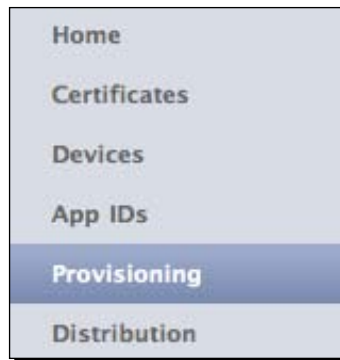 Home
Certificates
Devices
App IDs
Provisioning
Distribution